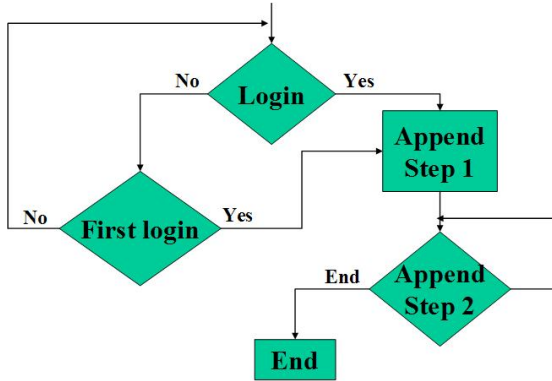 No
Yes
Login
Append
Step 1
No
Yes
First login
End
Append
Step 2
End